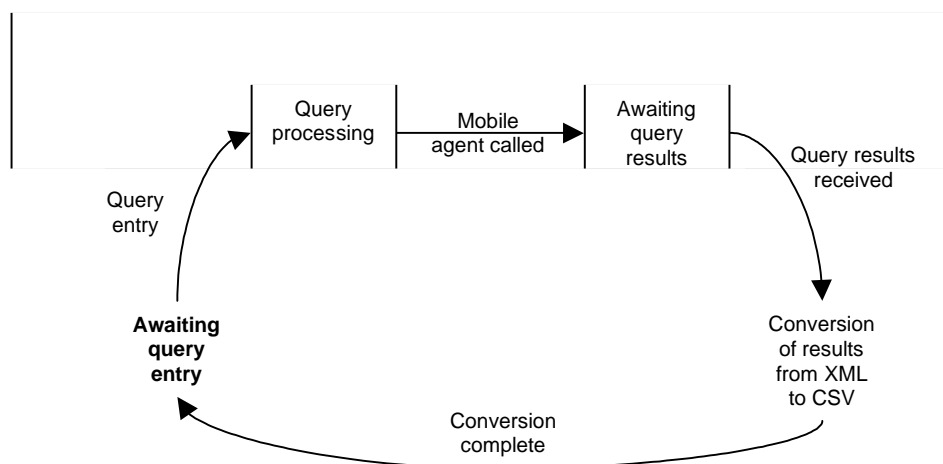 Query
processing
Mobile
agent called
Awaiting
query
results
Query results
received
Query
entry
Awaiting
query
entry
Conversion
of results
from XML
to CSV
Conversion
complete